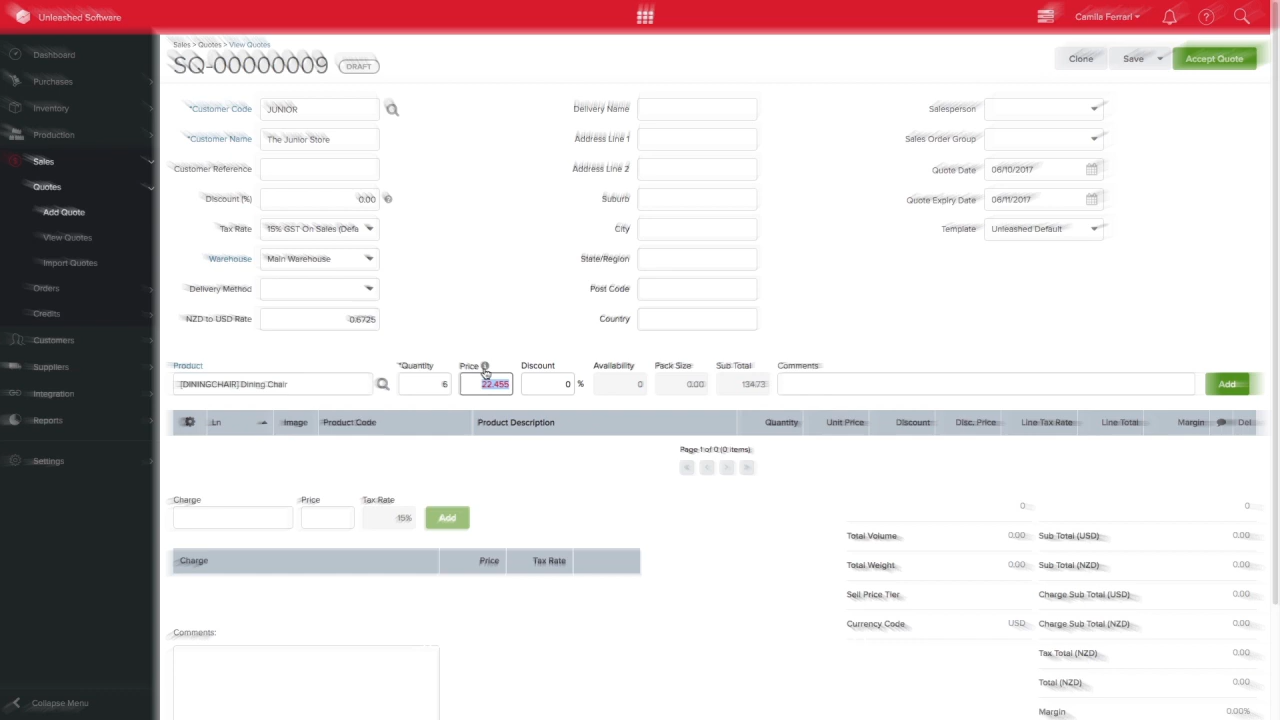 Unleashed Software
Camila Ferrari
Dashboard
Purchases
Inventory
Production
Sales
Quotes
Add Quote
View Quotes
Import Quotes
Orders
Credits
Customers
Suppliers
Integration
Reports
Settings
Collapse Menu
Sales > Quotes > View Quotes
SQ-00000009 DRAFT
Clone Save Accept Quote
*Customer Code JUNIOR
*Customer Name The Junior Store
Customer Reference
Discount (%) 0.00
Tax Rate 15% GST On Sales (Defa
Warehouse Main Warehouse
Delivery Method
NZD to USD Rate 0.6725
Delivery Name
Address Line 1
Address Line 2
Suburb
City
State/Region
Post Code
Country
Salesperson
Sales Order Group
Quote Date 06/10/2017
Quote Expiry Date 06/11/2017
Template Unleashed Default
Product *Quantity Price Discount Availability Pack Size Sub Total Comments
[DININGCHAIR] Dining Chair 6 22.455 0 % 0 0.00 134.73 Add
Ln Image Product Code Product Description Quantity Unit Price Discount Disc. Price Line Tax Rate Line Total Margin Del
Page 1 of 0 (0 items)
Charge Price Tax Rate
15% Add
Charge Price Tax Rate
Comments:
0
Total Volume 0.00
Total Weight 0.00
Sell Price Tier
Currency Code USD
0
Sub Total (USD) 0.00
Sub Total (NZD) 0.00
Charge Sub Total (USD) 0.00
Charge Sub Total (NZD) 0.00
Tax Total (NZD) 0.00
Total (NZD) 0.00
Margin 0.00%